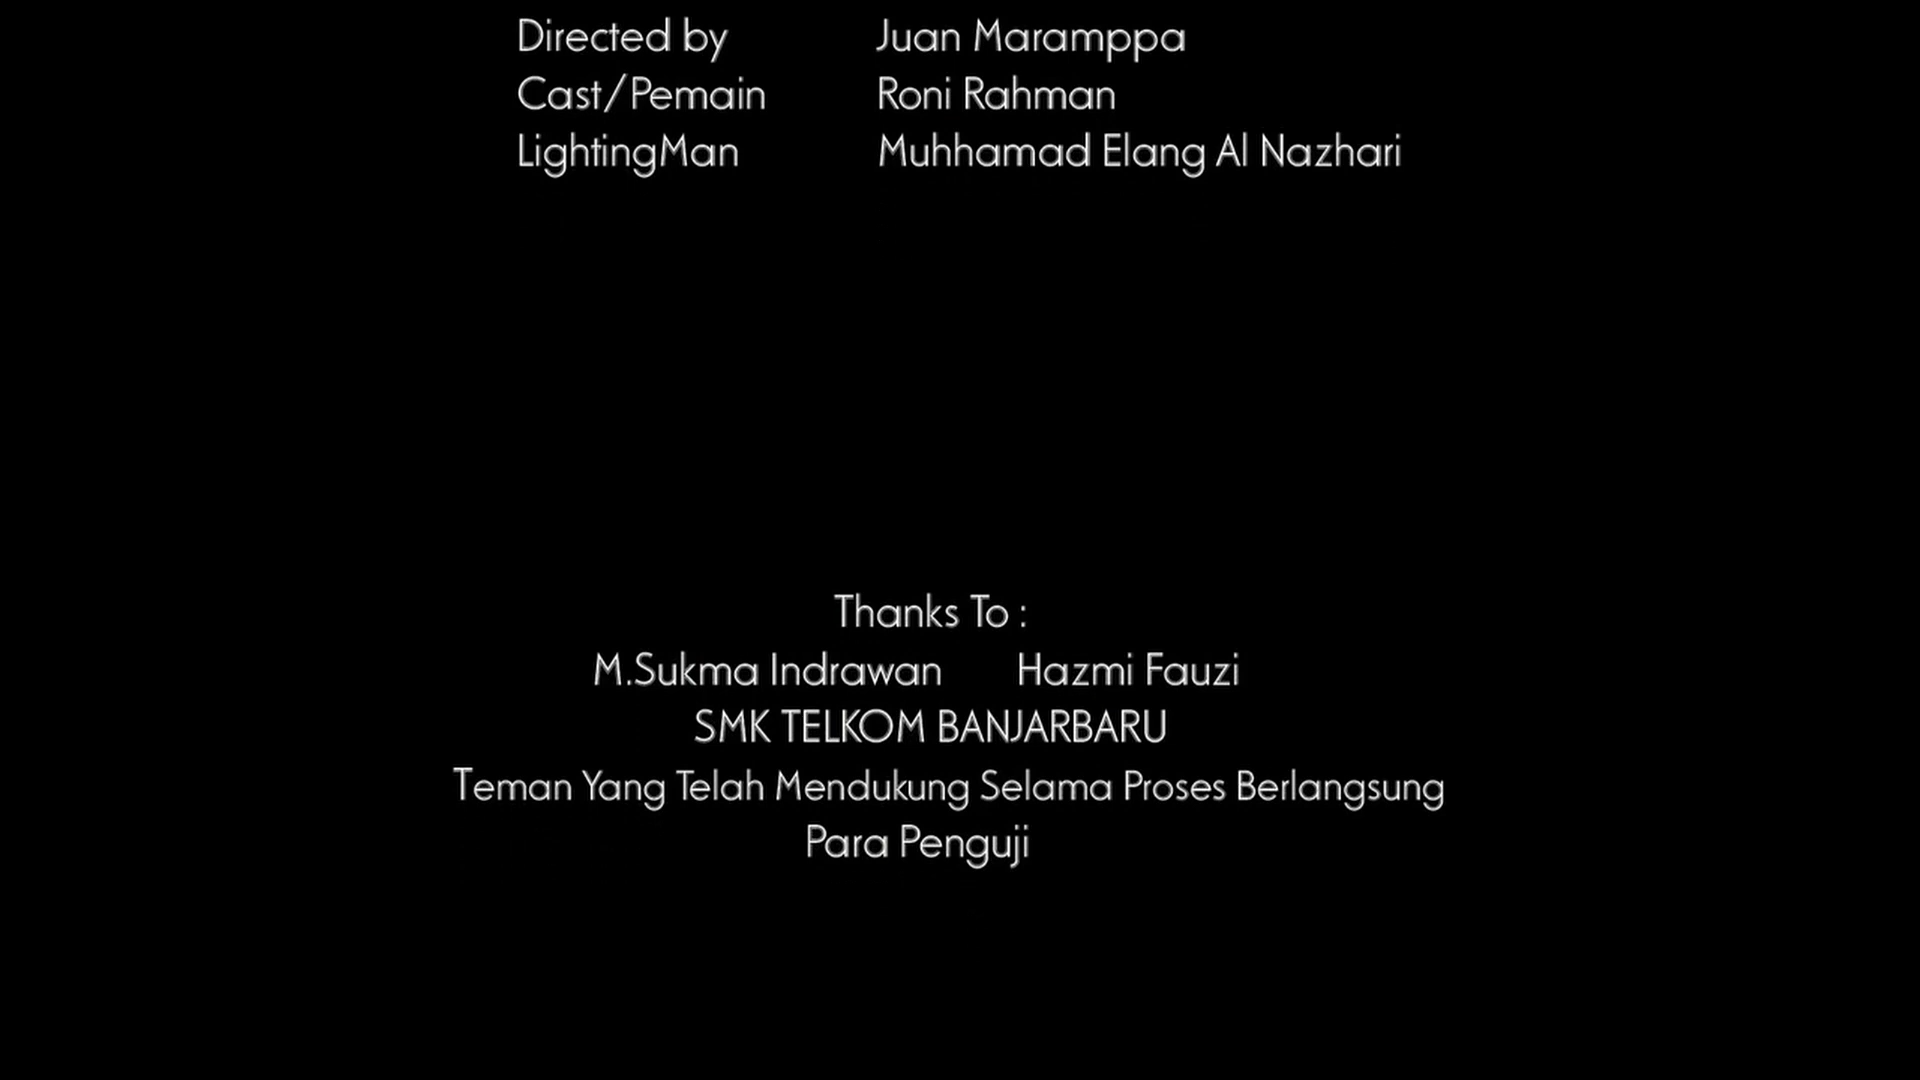 Directed by Juan Maramppa
Cast/Pemain Roni Rahman
LightingMan Muhhamad Elang Al Nazhari
Thanks To :
M.Sukma Indrawan Hazmi Fauzi
SMK TELKOM BANJARBARU
Teman Yang Telah Mendukung Selama Proses Berlangsung
Para Penguji